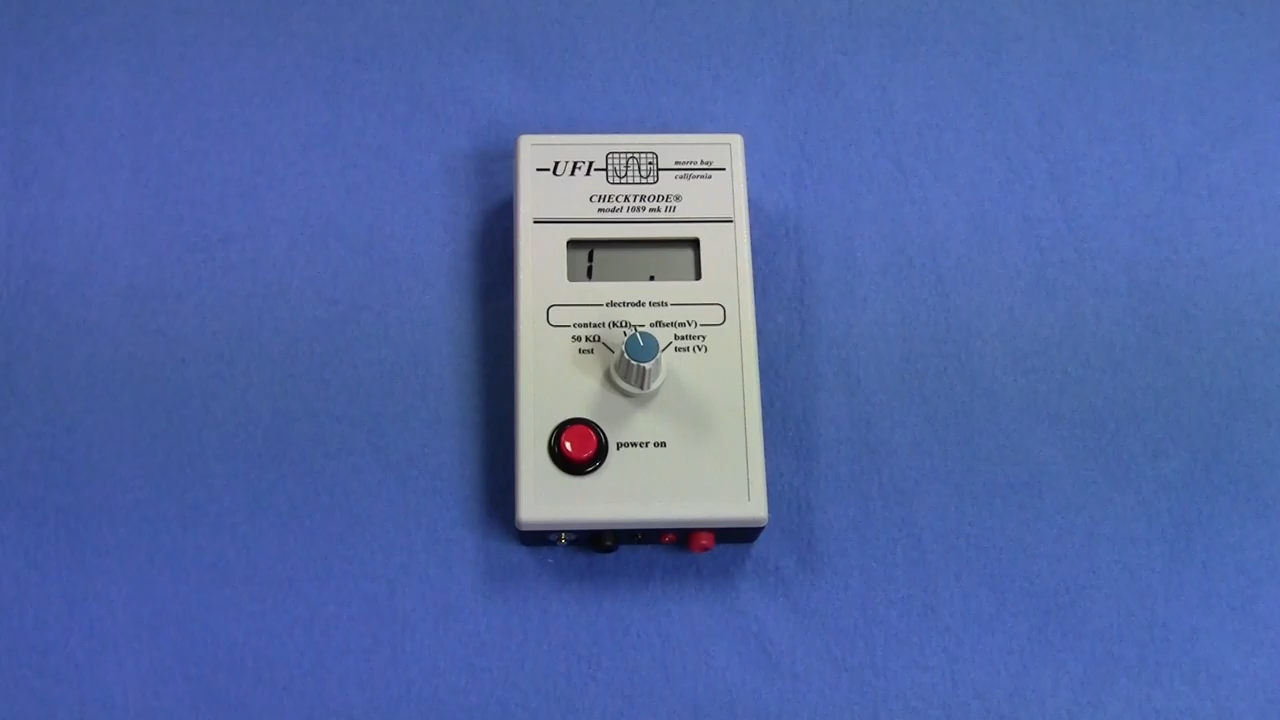 UFI
morro bay
california
CHECKTRODE®
model 1089 mk III
1 .
electrode tests
contact (KΩ) offset(mV)
50 KΩ
test
battery
test (V)
power on